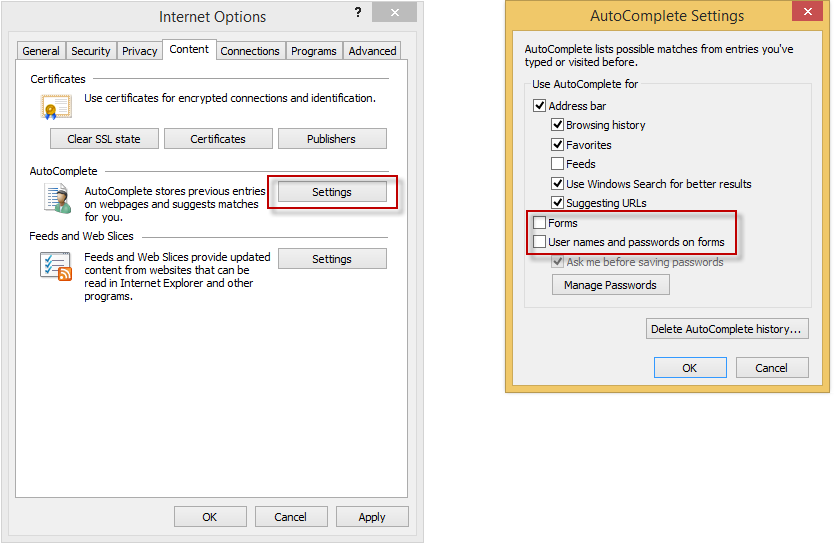 Internet Options
?
General Security Privacy Content Connections Programs Advanced
Certificates
Use certificates for encrypted connections and identification.
Clear SSL state Certificates Publishers
AutoComplete
AutoComplete stores previous entries
on webpages and suggests matches
for you.
Settings
Feeds and Web Slices
Feeds and Web Slices provide updated
content from websites that can be
read in Internet Explorer and other
programs.
Settings
OK Cancel Apply
AutoComplete Settings
AutoComplete lists possible matches from entries you've
typed or visited before.
Use AutoComplete for
Address bar
Browsing history
Favorites
Feeds
Use Windows Search for better results
Suggesting URLs
Forms
User names and passwords on forms
Ask me before saving passwords
Manage Passwords
Delete AutoComplete history...
OK Cancel